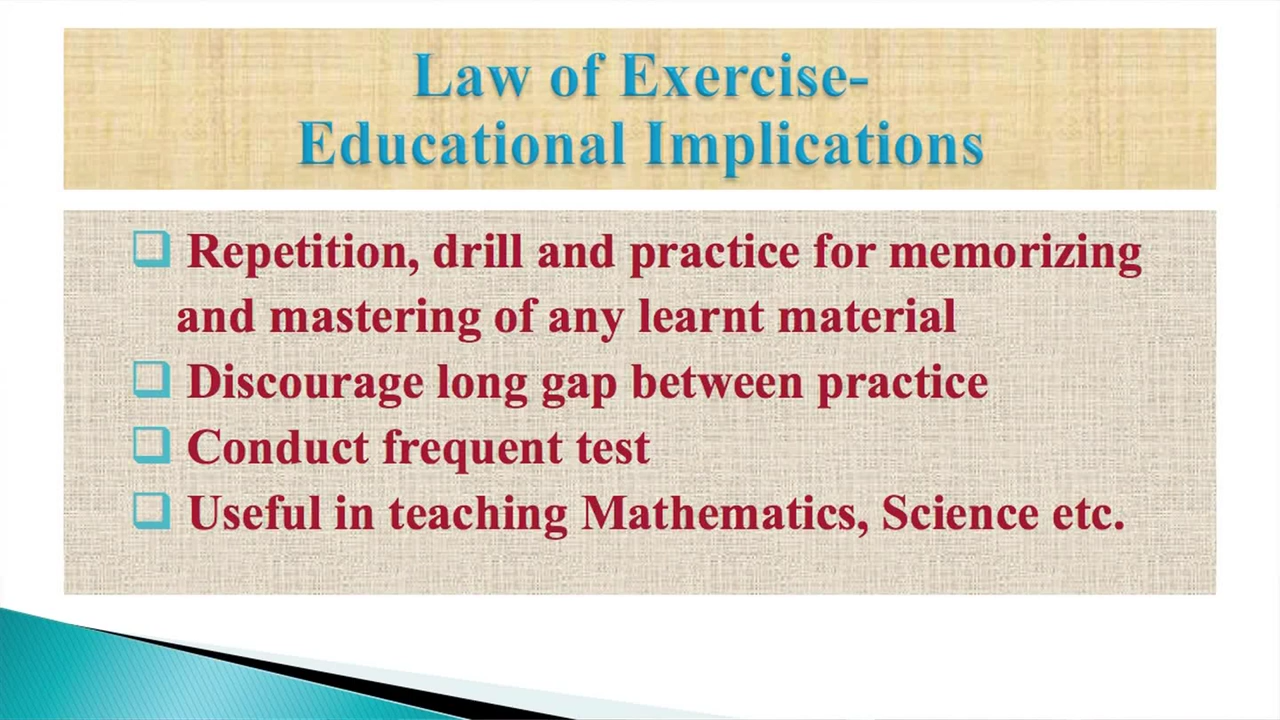 Law of Exercise-
Educational Implications
Repetition, drill and practice for memorizing
and mastering of any learnt material
Discourage long gap between practice
Conduct frequent test
Useful in teaching Mathematics, Science etc.